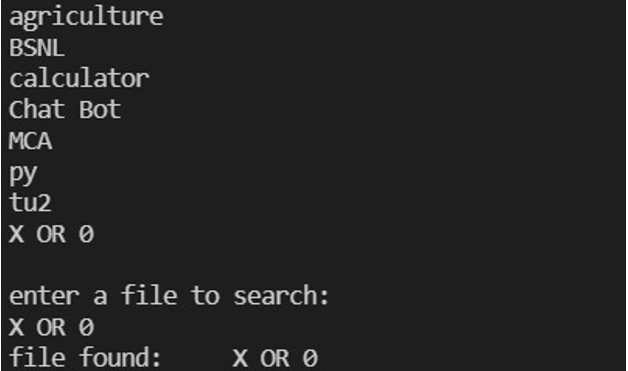 agriculture
BSNL
calculator
Chat Bot
MCA
py
tu2
X OR 0
enter a file to search:
X OR 0
file found:     X OR 0